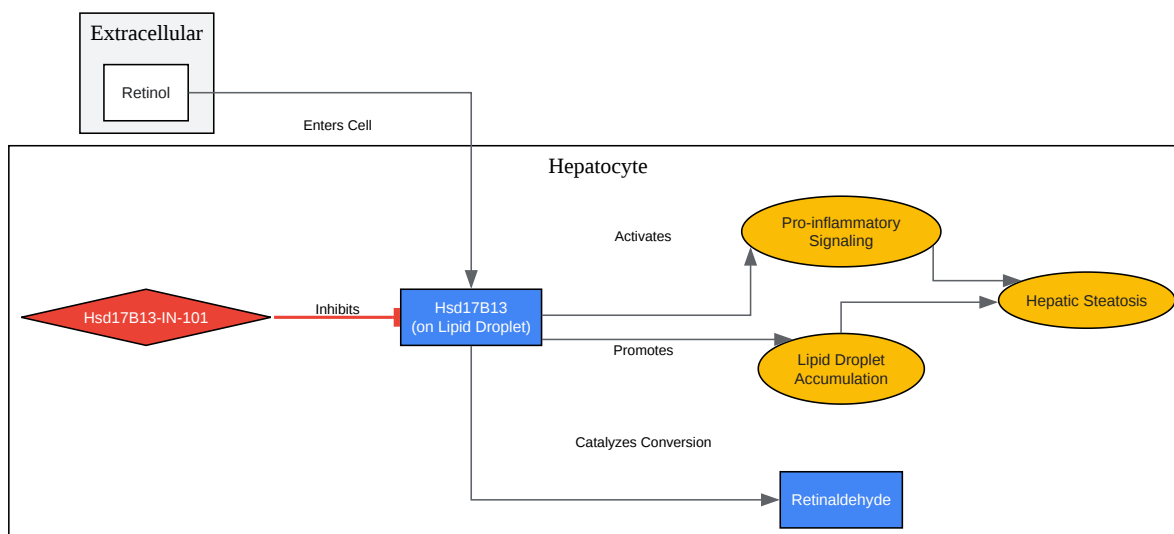 Extracellular
Retinol
Enters Cell
Hepatocyte
Pro-inflammatory
Signaling
Activates
Hepatic Steatosis
Hsd17B13-IN-101
Inhibits
Hsd17B13
(on Lipid Droplet)
Promotes
Lipid Droplet
Accumulation
Catalyzes Conversion
Retinaldehyde